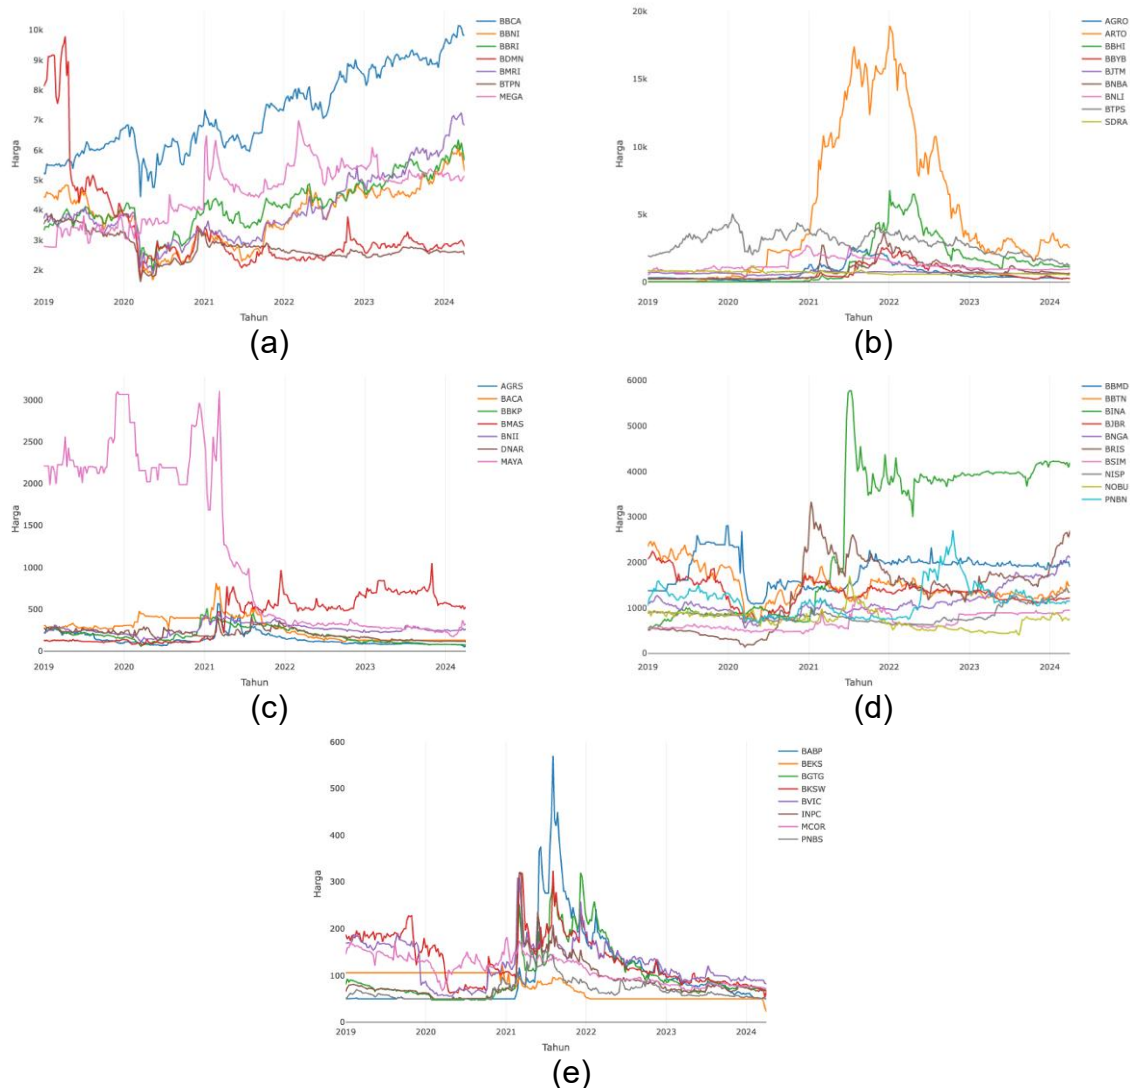 10k
9k
8k
7k
6k
5k
4k
3k
2k
Harga
2019 2020 2021 2022 2023 2024
Tahun
BBCA
BBNI
BBRI
BDMN
BMRI
BTPN
MEGA
(a)
20k
15k
10k
5k
0
Harga
2019 2020 2021 2022 2023 2024
Tahun
AGRO
ARTO
BBHI
BBYB
BJTM
BNBA
BNLI
BTPS
SDRA
(b)
3000
2500
2000
1500
1000
500
0
Harga
2019 2020 2021 2022 2023 2024
Tahun
AGRS
BACA
BBKP
BMAS
BNII
DNAR
MAYA
(c)
6000
5000
4000
3000
2000
1000
0
Harga
2019 2020 2021 2022 2023 2024
Tahun
BBMD
BBTN
BINA
BJBR
BNGA
BRIS
BSIM
NISP
NOBU
PNBN
(d)
600
500
400
300
200
100
0
Harga
2019 2020 2021 2022 2023 2024
Tahun
BABP
BEKS
BGTG
BKSW
BVIC
INPC
MCOR
PNBS
(e)